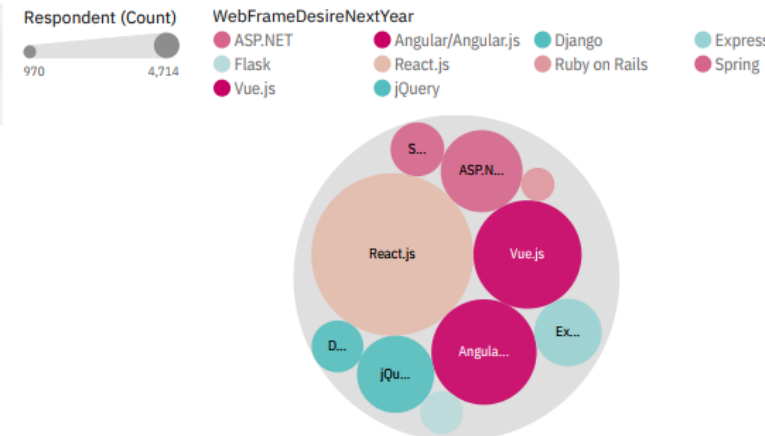 Respondent (Count)
970 4,714
WebFrameDesireNextYear
ASP.NET Angular/Angular.js Django Express
Flask React.js Ruby on Rails Spring
Vue.js jQuery
S...
ASP.N...
React.js Vue.js
Ex...
D... Angula...
jQu...